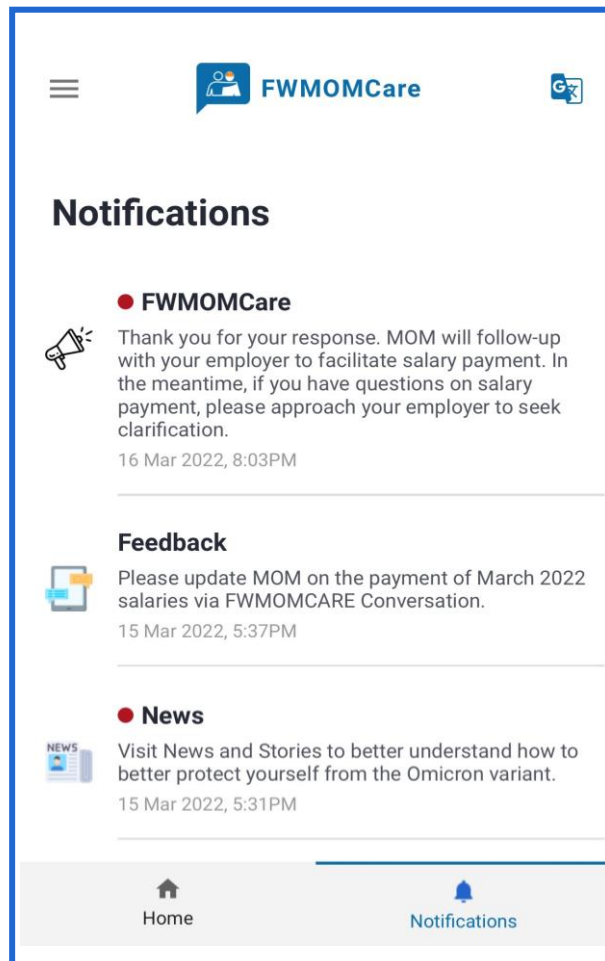 FWMOMCare
G文
Notifications
FWMOMCare
Thank you for your response. MOM will follow-up
with your employer to facilitate salary payment. In
the meantime, if you have questions on salary
payment, please approach your employer to seek
clarification.
16 Mar 2022, 8:03PM
Feedback
Please update MOM on the payment of March 2022
salaries via FWMOMCARE Conversation.
15 Mar 2022, 5:37PM
News
NEWS
Visit News and Stories to better understand how to
better protect yourself from the Omicron variant.
15 Mar 2022, 5:31PM
Home
Notifications